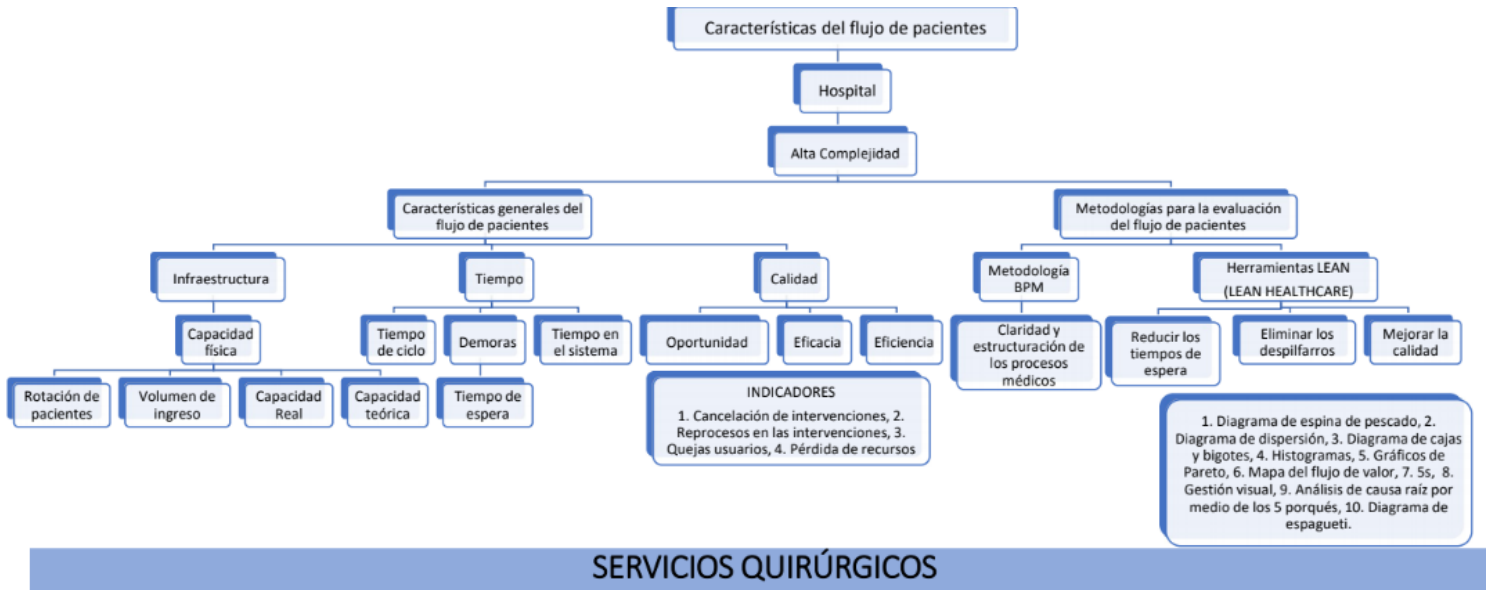 Características del flujo de pacientes
Hospital
Alta Complejidad
Características generales del
flujo de pacientes
Metodologías para la evaluación
del flujo de pacientes
Infraestructura
Tiempo
Calidad
Metodología
BPM
Herramientas LEAN
(LEAN HEALTHCARE)
Capacidad
física
Tiempo
de ciclo
Demoras
Tiempo en
el sistema
Oportunidad
Eficacia
Eficiencia
Claridad y
estructuración de
los procesos
médicos
Reducir los
tiempos de
espera
Eliminar los
despilfarros
Mejorar la
calidad
Rotación de
pacientes
Volumen de
ingreso
Capacidad
Real
Capacidad
teórica
Tiempo de
espera
INDICADORES
1. Cancelación de intervenciones, 2.
Reprocesos en las intervenciones, 3.
Quejas usuarios, 4. Pérdida de recursos
1. Diagrama de espina de pescado, 2.
Diagrama de dispersión, 3. Diagrama de cajas
y bigotes, 4. Histogramas, 5. Gráficos de
Pareto, 6. Mapa del flujo de valor, 7. 5s, 8.
Gestión visual, 9. Análisis de causa raíz por
medio de los 5 porqués, 10. Diagrama de
espagueti.
SERVICIOS QUIRÚRGICOS